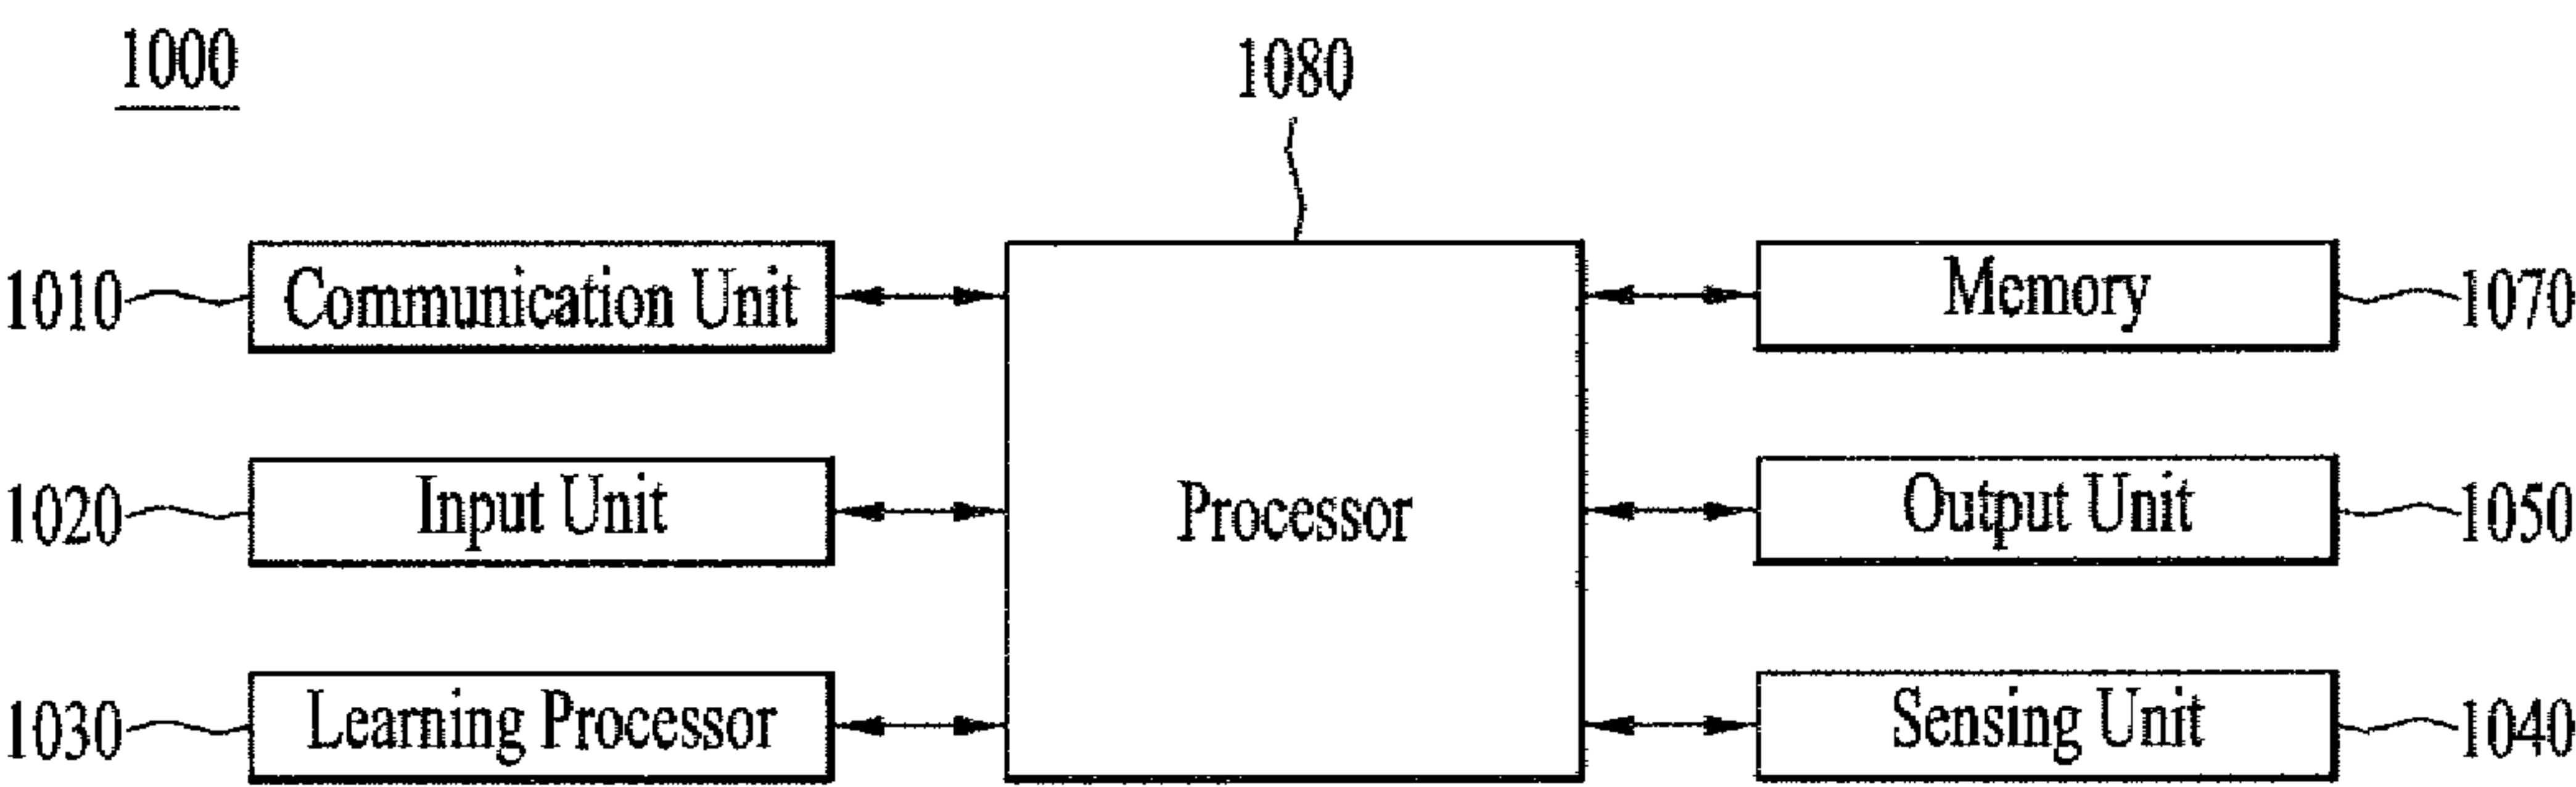 1000
1080
1010 Communication Unit Memory 1070
1020 Input Unit Processor Output Unit 1050
1030 Learning Processor Sensing Unit 1040